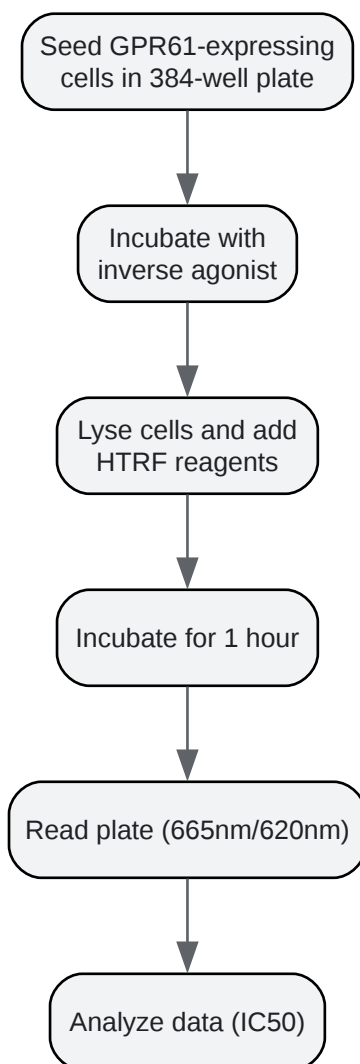 Seed GPR61-expressing
cells in 384-well plate
Incubate with
inverse agonist
Lyse cells and add
HTRF reagents
Incubate for 1 hour
Read plate (665nm/620nm)
Analyze data (IC50)